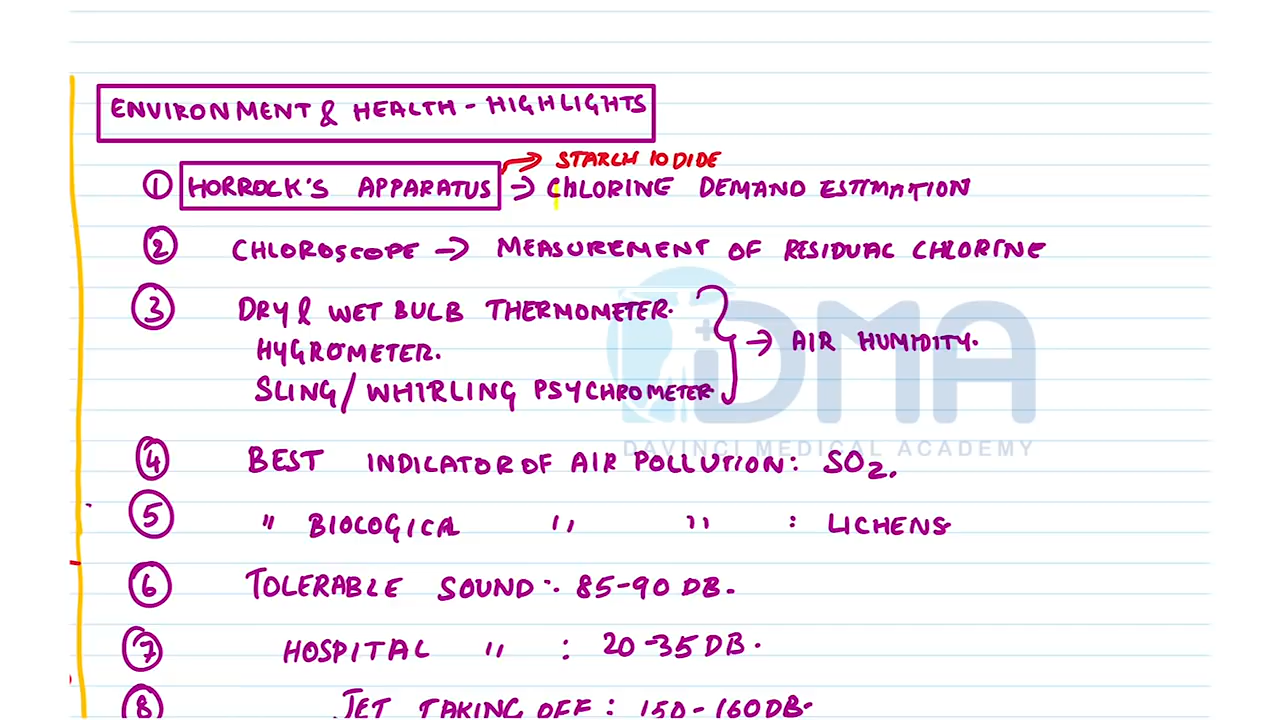 ENVIRONMENT & HEALTH - HIGHLIGHTS
STARCH IODIDE
① HORROCK'S APPARATUS → CHLORINE DEMAND ESTIMATION
② CHLOROSCOPE → MEASUREMENT OF RESIDUAL CHLORINE
③ DRY & WET BULB THERMOMETER.
HYGROMETER.
SLING/WHIRLING PSYCHROMETER
→ AIR HUMIDITY.
DMA
DAVINCI MEDICAL ACADEMY
④ BEST INDICATOR OF AIR POLLUTION: SO₂.
⑤ " BIOLOGICAL " " : LICHENS
⑥ TOLERABLE SOUND: 85-90 DB.
⑦ HOSPITAL " : 20-35 DB.
⑧ JET TAKING OFF: 150-160 DB.